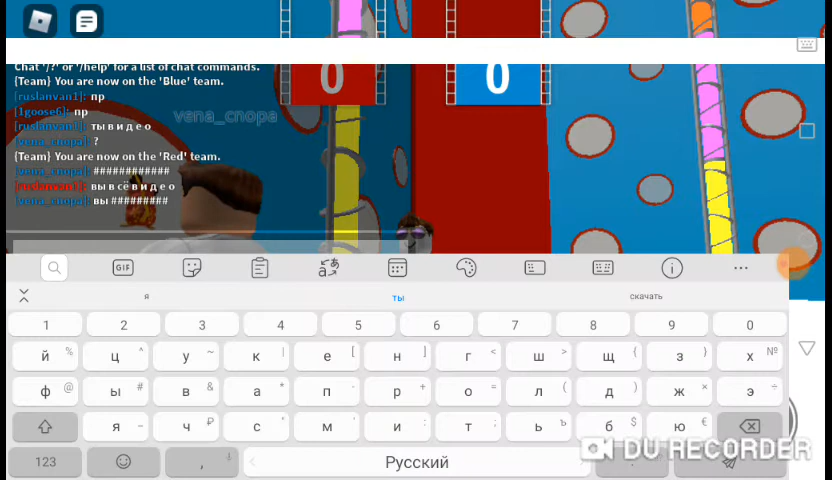 Chat '/?' or '/help' for a list of chat commands.
{Team} You are now on the 'Blue' team.
[ruslanvan1]: пр
[1goose6]: пр
[ruslanvan1]: т ы в и д е о
[vena_cnopa]: ?
{Team} You are now on the 'Red' team.
[vena_cnopa]: ############
[ruslanvan1]: в ы в с ё в и д е о
[vena_cnopa]: вы #########
vena_cnopa
0
0
GIF
я ты скачать
1 2 3 4 5 6 7 8 9 0
й % ц ^ у ~ к | е [ н ] г < ш > щ { з } х №
ф @ ы # в & а * п - р + о = л ( д ) ж × э ÷
я _ ч ₽ с " м ' и : т ; ь ъ б $ ю €
123 , Русский .
DU RECORDER